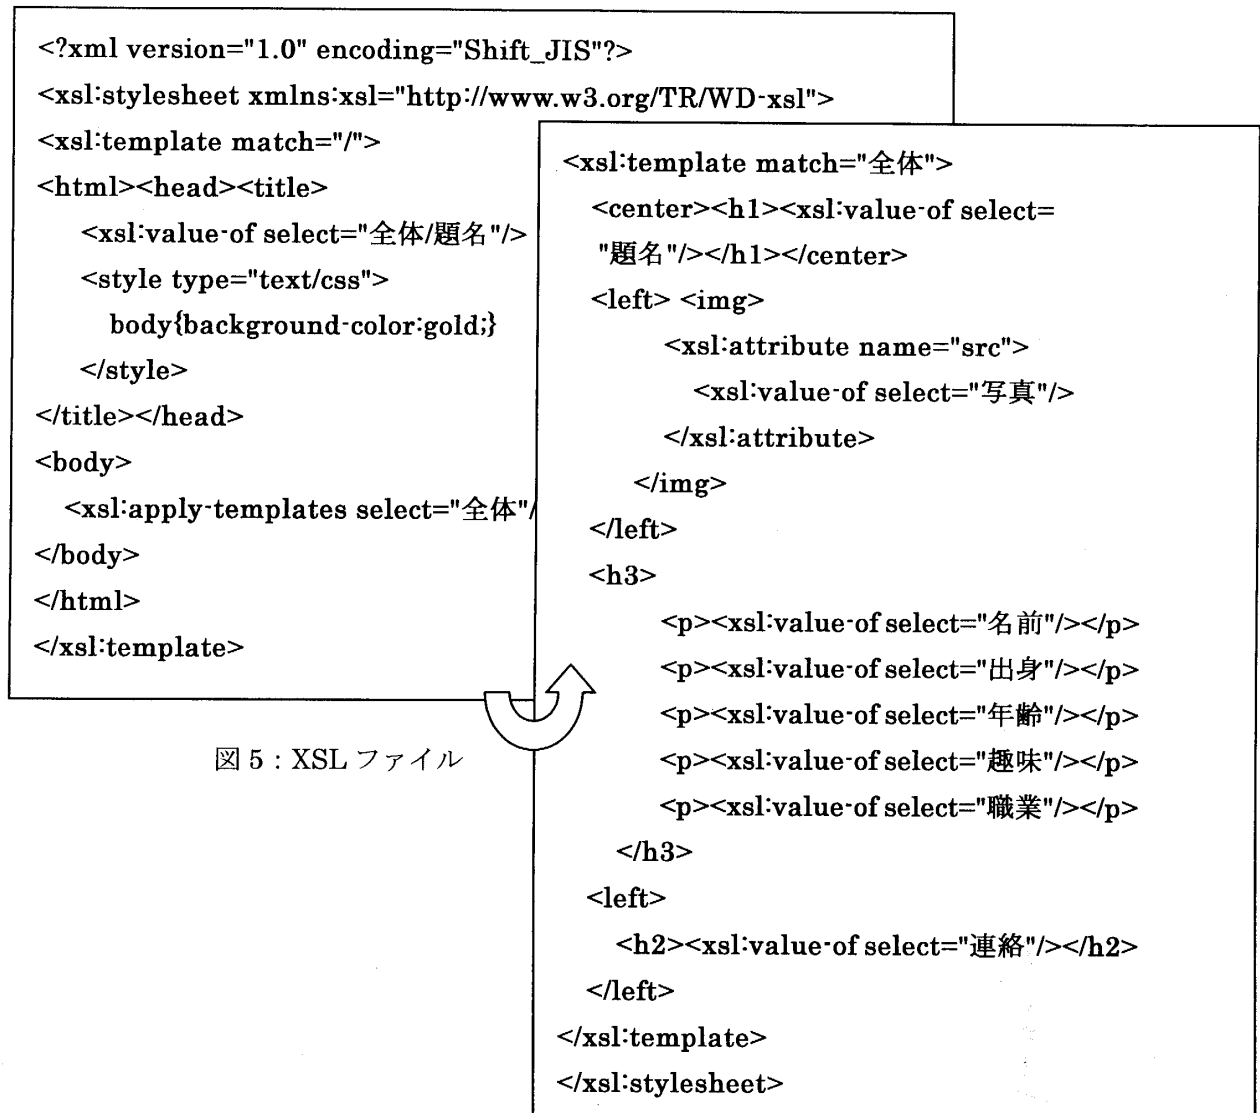 <?xml version="1.0" encoding="Shift_JIS"?>
<xsl:stylesheet xmlns:xsl="http://www.w3.org/TR/WD-xsl">
<xsl:template match="/">
<html><head><title>
<xsl:value-of select="全体/題名"/>
<style type="text/css">
body{background-color:gold;}
</style>
</title></head>
<body>
<xsl:apply-templates select="全体"/
</body>
</html>
</xsl:template>
<xsl:template match="全体">
<center><h1><xsl:value-of select=
"題名"/></h1></center>
<left> <img>
<xsl:attribute name="src">
<xsl:value-of select="写真"/>
</xsl:attribute>
</img>
</left>
<h3>
<p><xsl:value-of select="名前"/></p>
<p><xsl:value-of select="出身"/></p>
<p><xsl:value-of select="年齢"/></p>
<p><xsl:value-of select="趣味"/></p>
<p><xsl:value-of select="職業"/></p>
</h3>
<left>
<h2><xsl:value-of select="連絡"/></h2>
</left>
</xsl:template>
</xsl:stylesheet>
図 5 : XSL ファイル